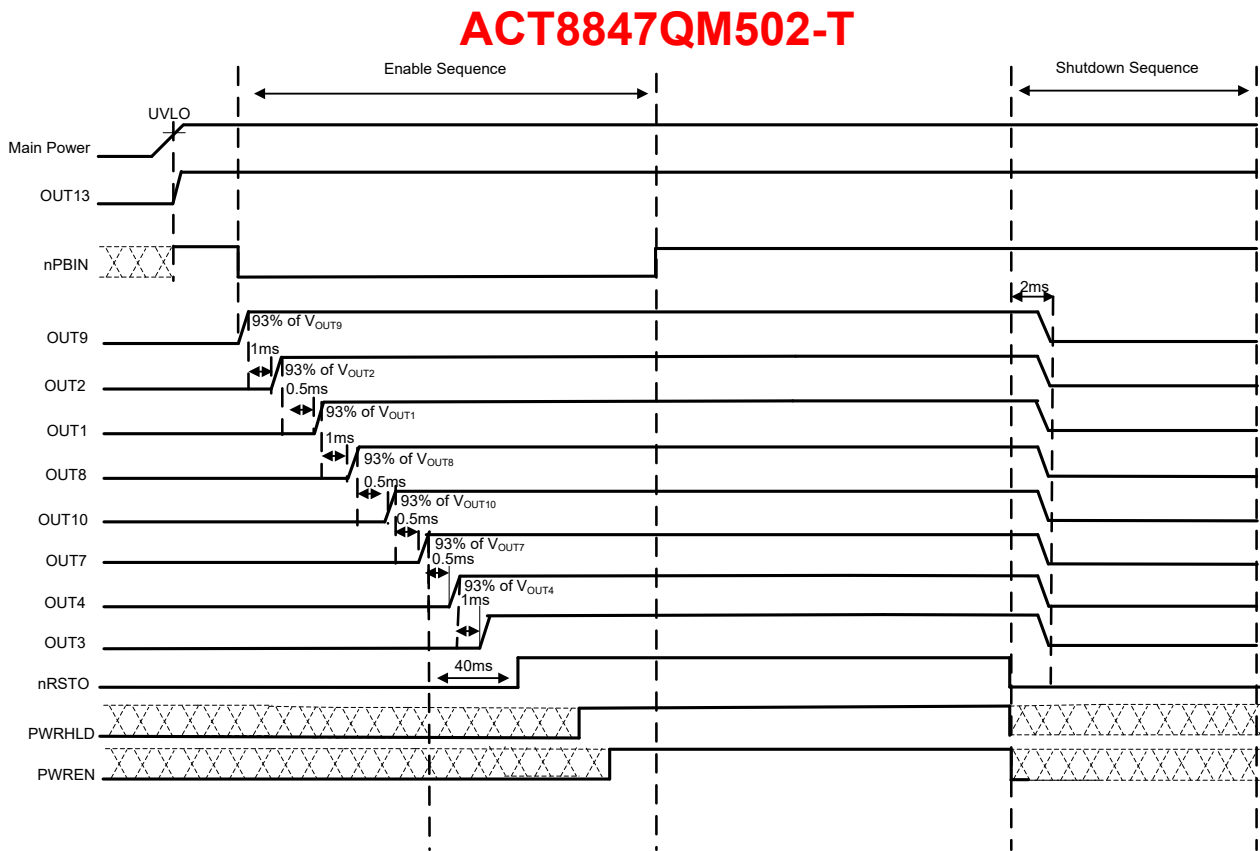 ACT8847QM502-T
Enable Sequence
Shutdown Sequence
UVLO
Main Power
OUT13
nPBIN
2ms
93% of VOUT9
OUT9
1ms
93% of VOUT2
OUT2
0.5ms
93% of VOUT1
OUT1
1ms
93% of VOUT8
OUT8
0.5ms
93% of VOUT10
OUT10
0.5ms
93% of VOUT7
OUT7
0.5ms
93% of VOUT4
OUT4
1ms
OUT3
40ms
nRSTO
PWRHLD
PWREN